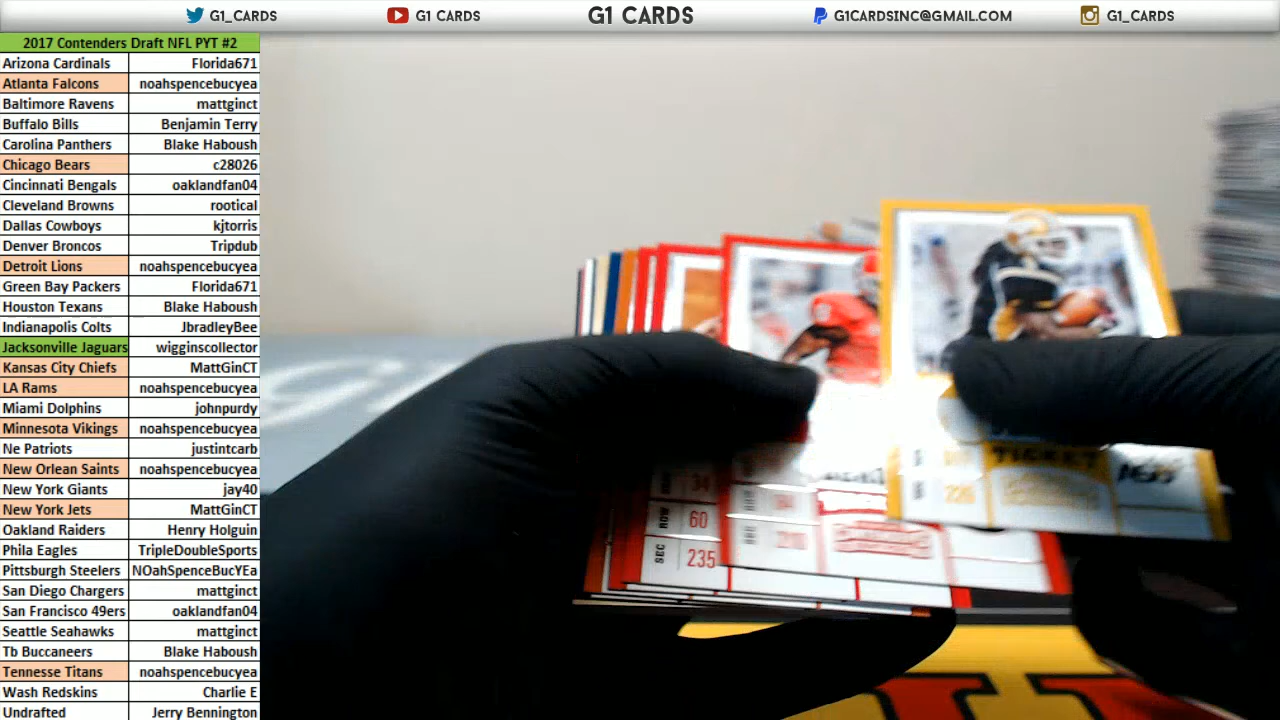 G1_CARDS G1 CARDS G1 CARDS G1CARDSINC@GMAIL.COM G1_CARDS
2017 Contenders Draft NFL PYT #2
Arizona Cardinals Florida671
Atlanta Falcons noahspencebucyea
Baltimore Ravens mattginct
Buffalo Bills Benjamin Terry
Carolina Panthers Blake Haboush
Chicago Bears c28026
Cincinnati Bengals oaklandfan04
Cleveland Browns rootical
Dallas Cowboys kjtorris
Denver Broncos Tripdub
Detroit Lions noahspencebucyea
Green Bay Packers Florida671
Houston Texans Blake Haboush
Indianapolis Colts JbradleyBee
Jacksonville Jaguars wigginscollector
Kansas City Chiefs MattGinCT
LA Rams noahspencebucyea
Miami Dolphins johnpurdy
Minnesota Vikings noahspencebucyea
Ne Patriots justintcarb
New Orlean Saints noahspencebucyea
New York Giants jay40
New York Jets MattGinCT
Oakland Raiders Henry Holguin
Phila Eagles TripleDoubleSports
Pittsburgh Steelers NOahSpenceBucYEa
San Diego Chargers mattginct
San Francisco 49ers oaklandfan04
Seattle Seahawks mattginct
Tb Buccaneers Blake Haboush
Tennesse Titans noahspencebucyea
Wash Redskins Charlie E
Undrafted Jerry Bennington
TICKET
34
ROW 60
SEC 235